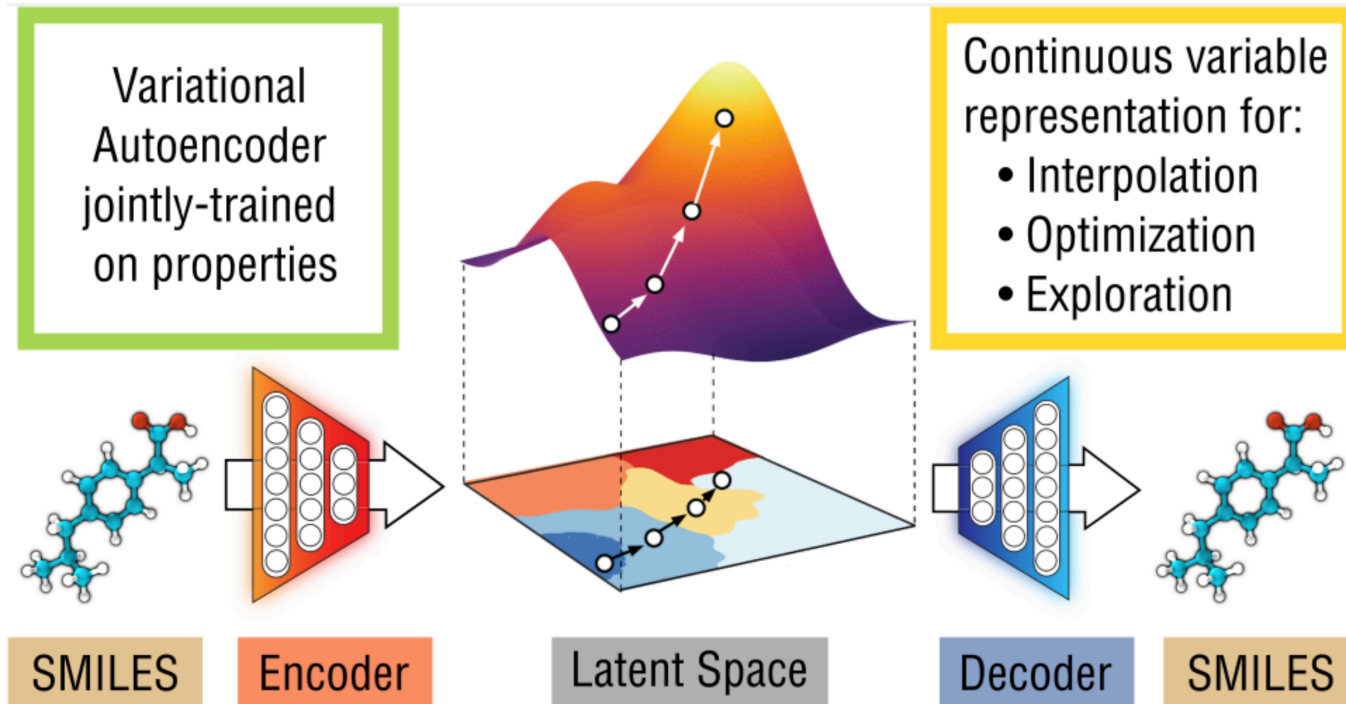 Variational
Autoencoder
jointly-trained
on properties
Continuous variable
representation for:
• Interpolation
• Optimization
• Exploration
SMILES
Encoder
Latent Space
Decoder
SMILES